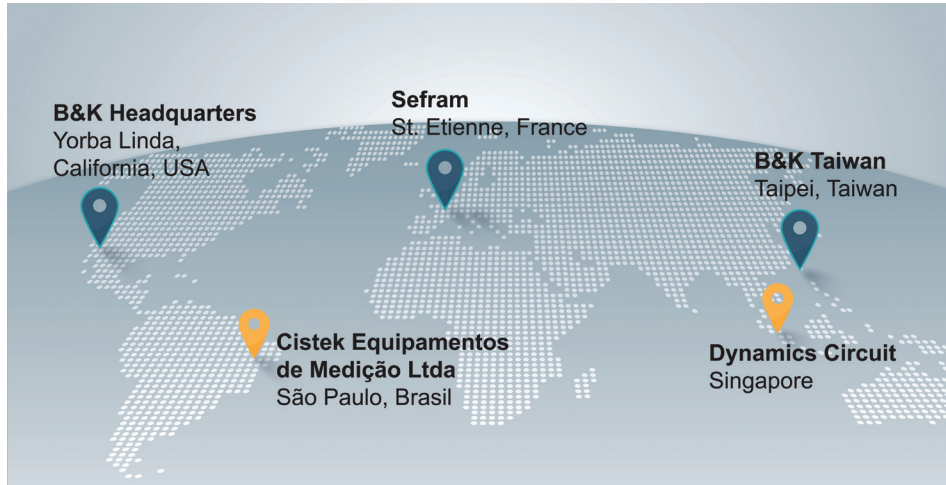 B&K Headquarters
Yorba Linda,
California, USA
Sefram
St. Etienne, France
B&K Taiwan
Taipei, Taiwan
Cistek Equipamentos
de Medição Ltda
São Paulo, Brasil
Dynamics Circuit
Singapore